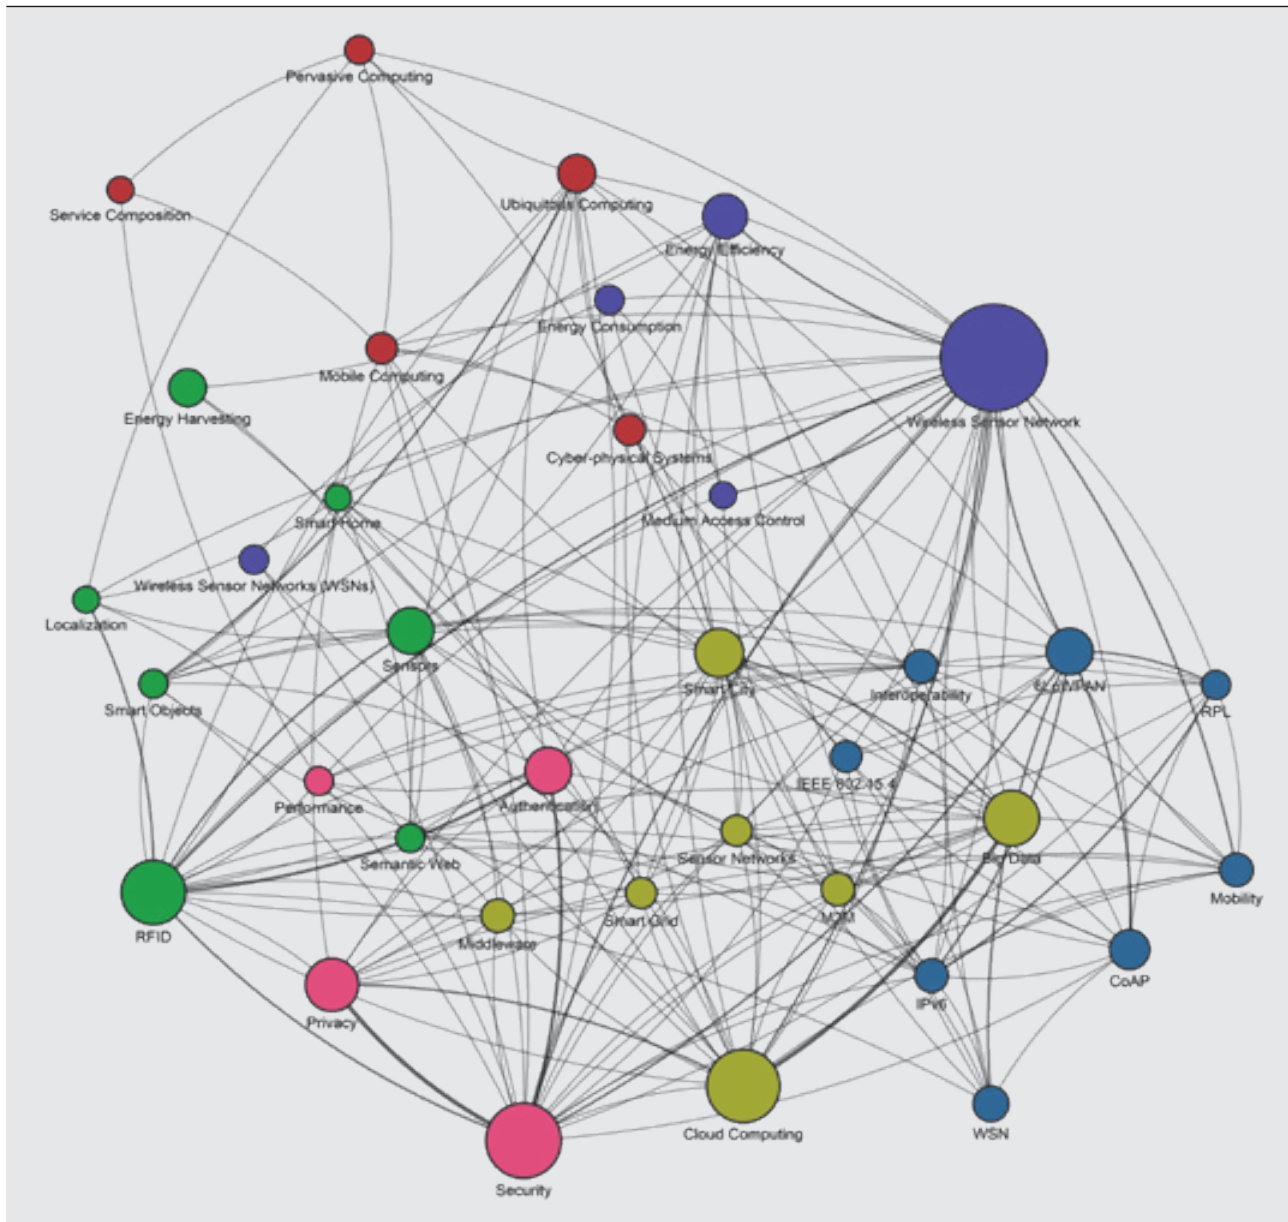 Pervasive Computing
Service Composition
Ubiquitous Computing
Energy Efficiency
Energy Consumption
Mobile Computing
Energy Harvesting
Wireless Sensor Network
Cyber-physical Systems
Smart Home
Medium Access Control
Wireless Sensor Networks (WSNs)
Localization
Sensors
Smart City
Interoperability
6LoWPAN
Smart Objects
RPL
Performance
Authentication
IEEE 802.15.4
Semantic Web
Sensor Networks
Big Data
Mobility
RFID
Middleware
Smart Grid
M2M
CoAP
IPv6
Privacy
Cloud Computing
WSN
Security